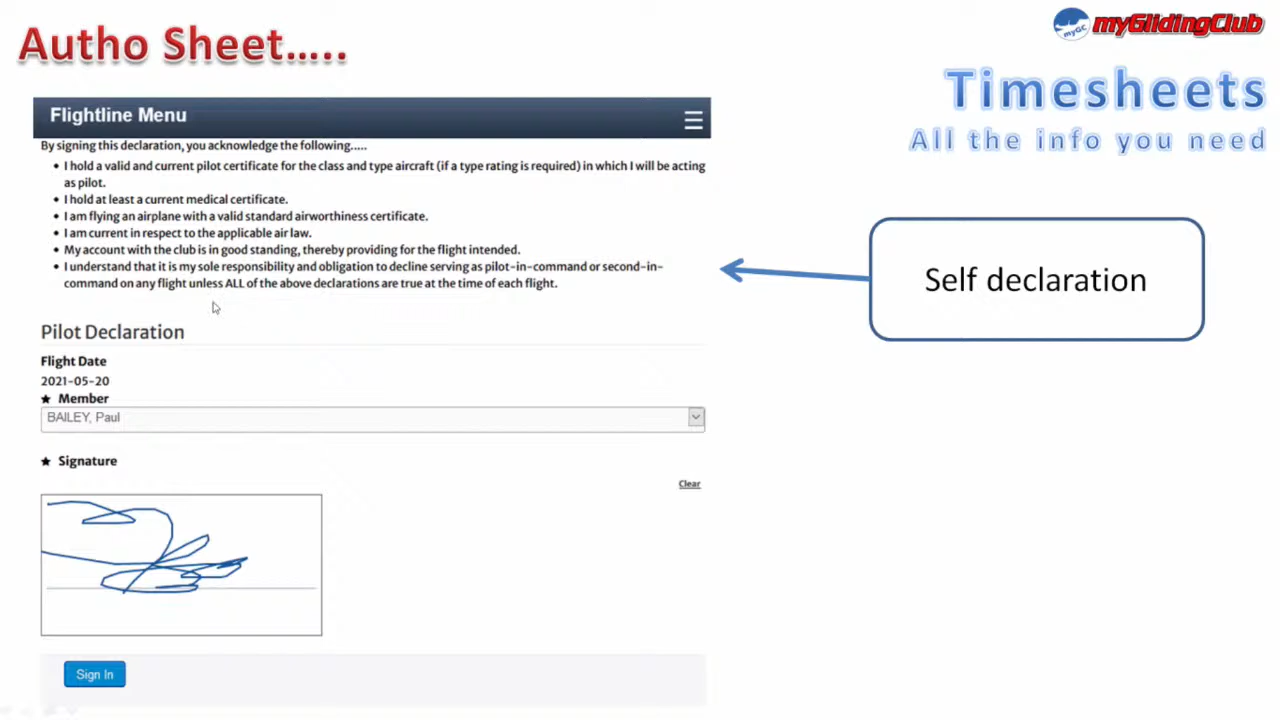 Autho Sheet.....
myGC
myGlidingClub
Timesheets
All the info you need
Flightline Menu
By signing this declaration, you acknowledge the following.....
• I hold a valid and current pilot certificate for the class and type aircraft (if a type rating is required) in which I will be acting
as pilot.
• I hold at least a current medical certificate.
• I am flying an airplane with a valid standard airworthiness certificate.
• I am current in respect to the applicable air law.
• My account with the club is in good standing, thereby providing for the flight intended.
• I understand that it is my sole responsibility and obligation to decline serving as pilot-in-command or second-in-
command on any flight unless ALL of the above declarations are true at the time of each flight.
Self declaration
Pilot Declaration
Flight Date
2021-05-20
★ Member
BAILEY, Paul
★ Signature
Clear
Sign In